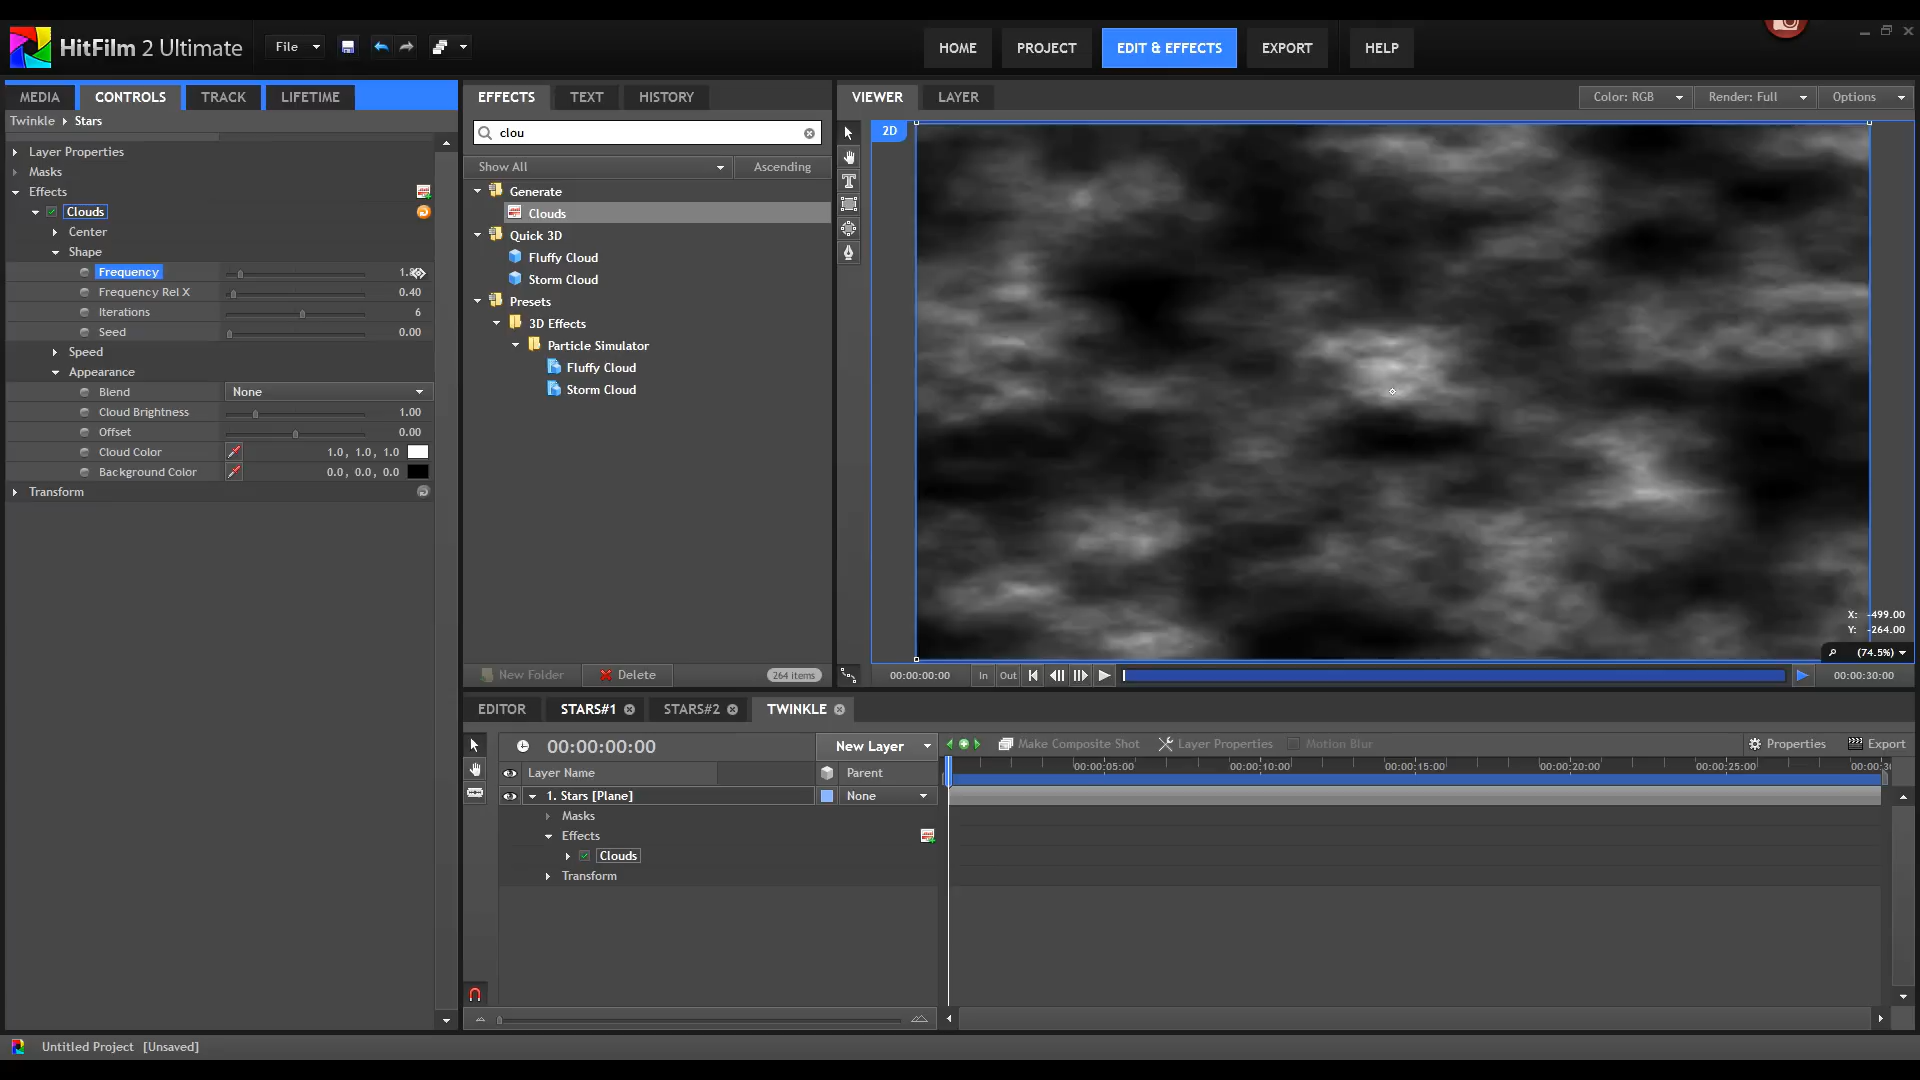 HitFilm 2 Ultimate
File
HOME
PROJECT
EDIT & EFFECTS
EXPORT
HELP
MEDIA
CONTROLS
TRACK
LIFETIME
Twinkle ▸ Stars
Layer Properties
Masks
Effects
Clouds
Center
Shape
Frequency
Frequency Rel X 0.40
Iterations 6
Seed 0.00
Speed
Appearance
Blend None
Cloud Brightness 1.00
Offset 0.00
Cloud Color 1.0, 1.0, 1.0
Background Color 0.0, 0.0, 0.0
Transform
EFFECTS
TEXT
HISTORY
clou
Show All
Ascending
Generate
Clouds
Quick 3D
Fluffy Cloud
Storm Cloud
Presets
3D Effects
Particle Simulator
Fluffy Cloud
Storm Cloud
New Folder
Delete
264 items
VIEWER
LAYER
Color: RGB
Render: Full
Options
2D
X: -499.00
Y: -264.00
(74.5%)
00:00:00:00
In
Out
00:00:30:00
EDITOR
STARS#1
STARS#2
TWINKLE
00:00:00:00
New Layer
Make Composite Shot
Layer Properties
Motion Blur
Properties
Export
Layer Name
Parent
00:00:05:00
00:00:10:00
00:00:15:00
00:00:20:00
00:00:25:00
1. Stars [Plane]
None
Masks
Effects
Clouds
Transform
Untitled Project [Unsaved]